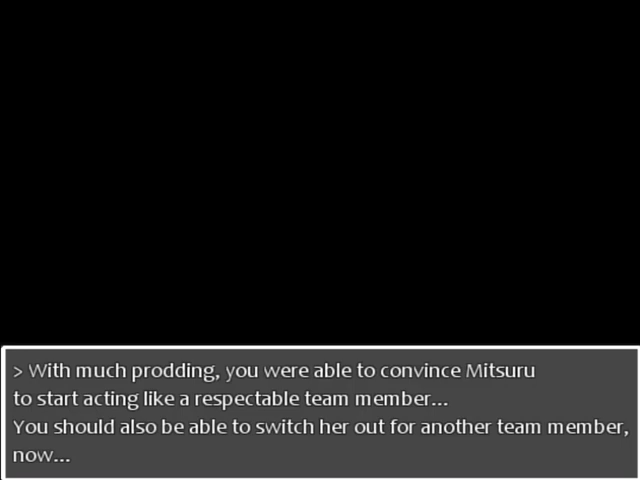 > With much prodding, you were able to convince Mitsuru
to start acting like a respectable team member...
You should also be able to switch her out for another team member,
now...